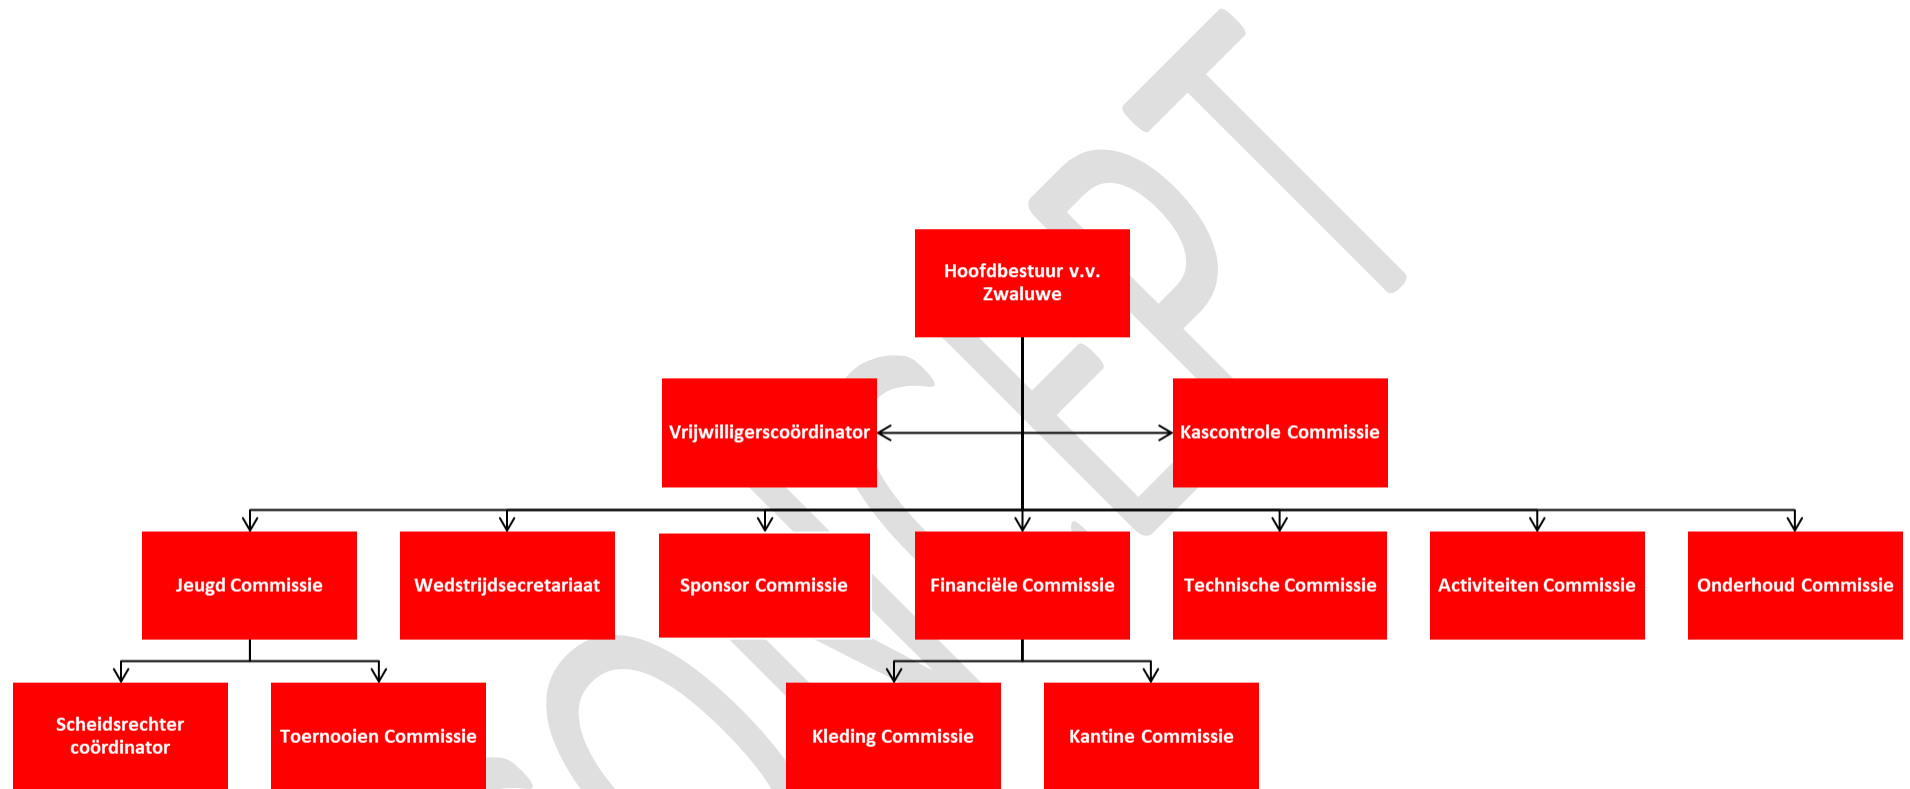 Hoofdbestuur v.v.
Zwaluwe
Vrijwilligerscoördinator
Kascontrole Commissie
Jeugd Commissie
Wedstrijdsecretariaat
Sponsor Commissie
Financiële Commissie
Technische Commissie
Activiteiten Commissie
Onderhoud Commissie
Scheidsrechter
coördinator
Toernooien Commissie
Kleding Commissie
Kantine Commissie
CONCEPT